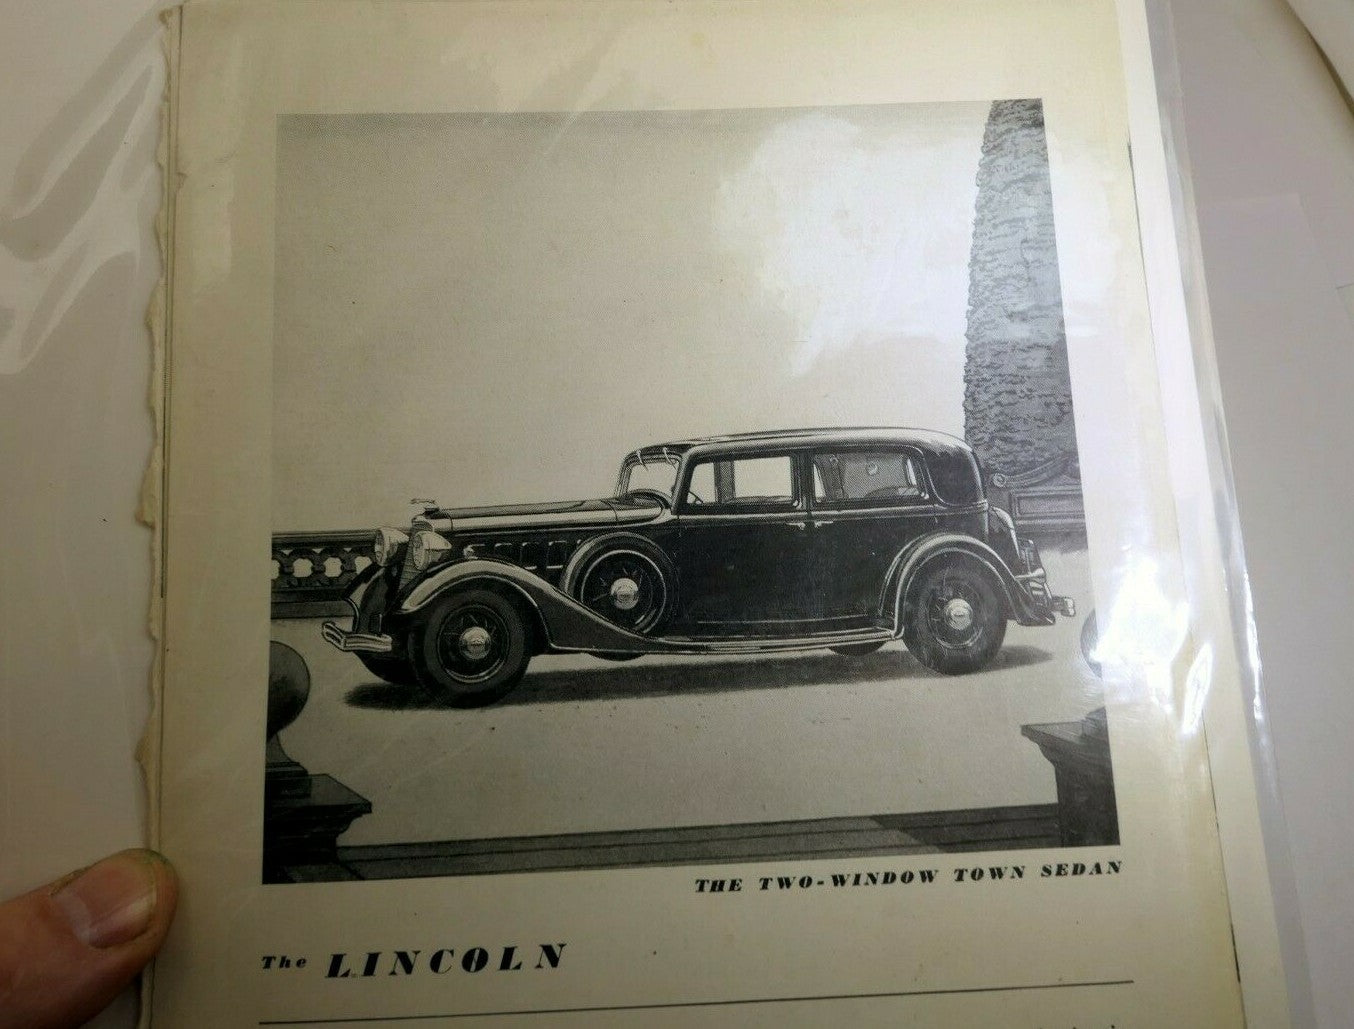 THE TWO-WINDOW TOWN SEDAN
The LINCOLN